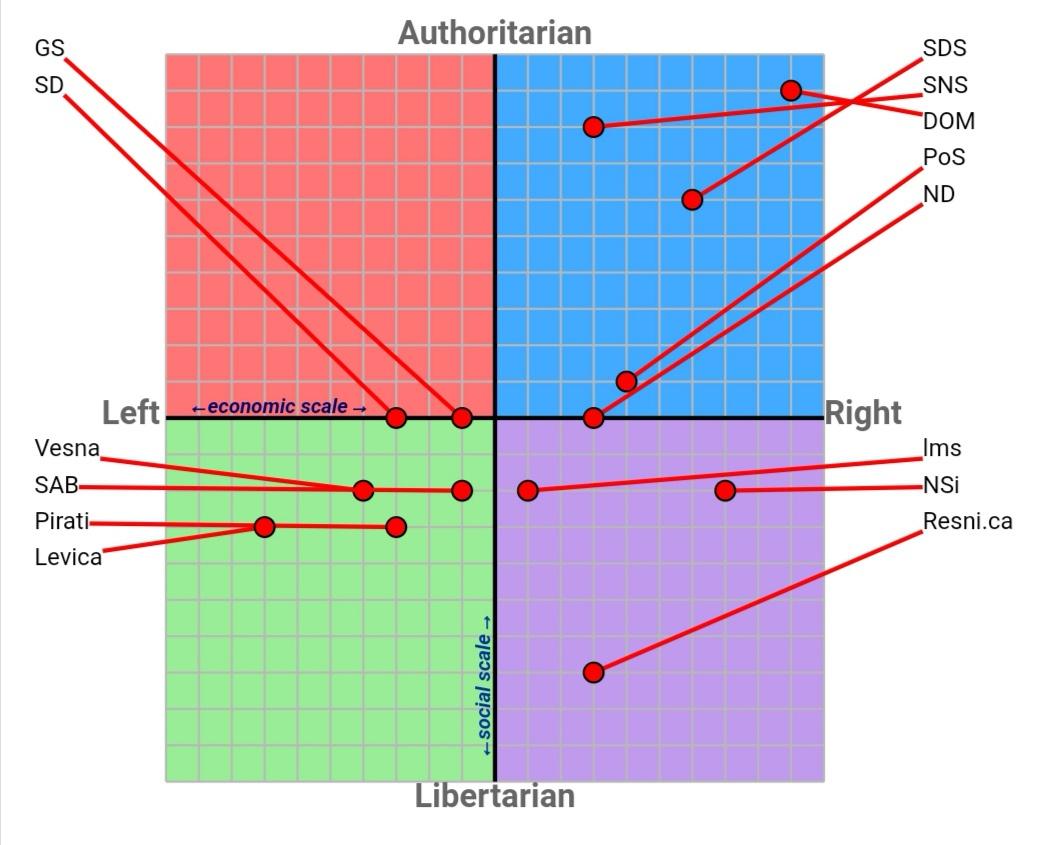 Authoritarian
GS
SD
SDS
SNS
DOM
PoS
ND
Left
←economic scale→
Right
Vesna
SAB
Pirati
Levica
lms
NSi
Resni.ca
←social scale→
Libertarian